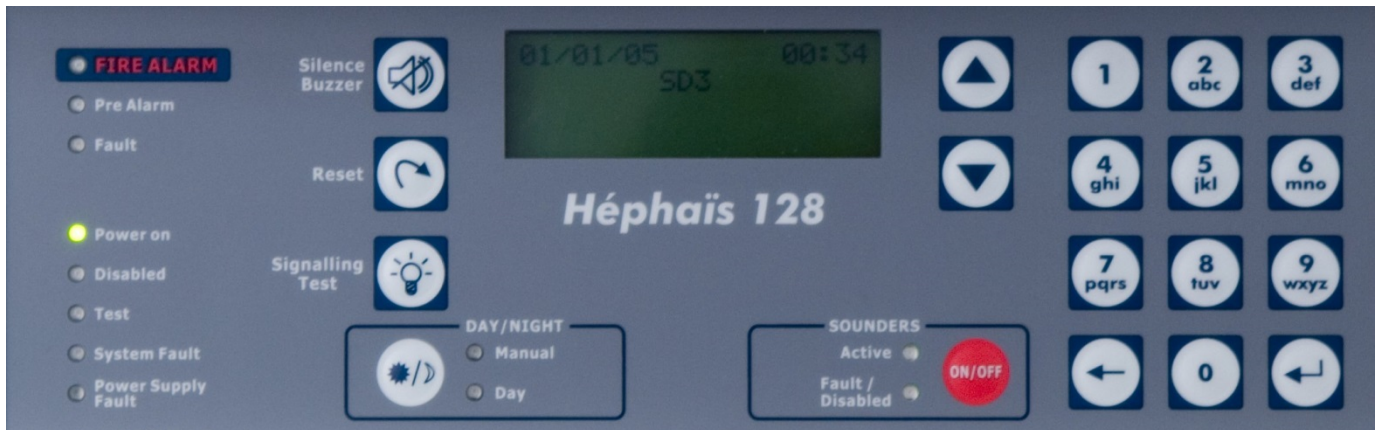 FIRE ALARM
Pre Alarm
Fault
Power on
Disabled
Test
System Fault
Power Supply
Fault
Silence
Buzzer
Reset
Signalling
Test
01/01/05 00:34
SD3
Héphaïs 128
DAY/NIGHT
Manual
Day
SOUNDERS
Active
Fault /
Disabled
ON/OFF
1
2
abc
3
def
4
ghi
5
jkl
6
mno
7
pqrs
8
tuv
9
wxyz
0